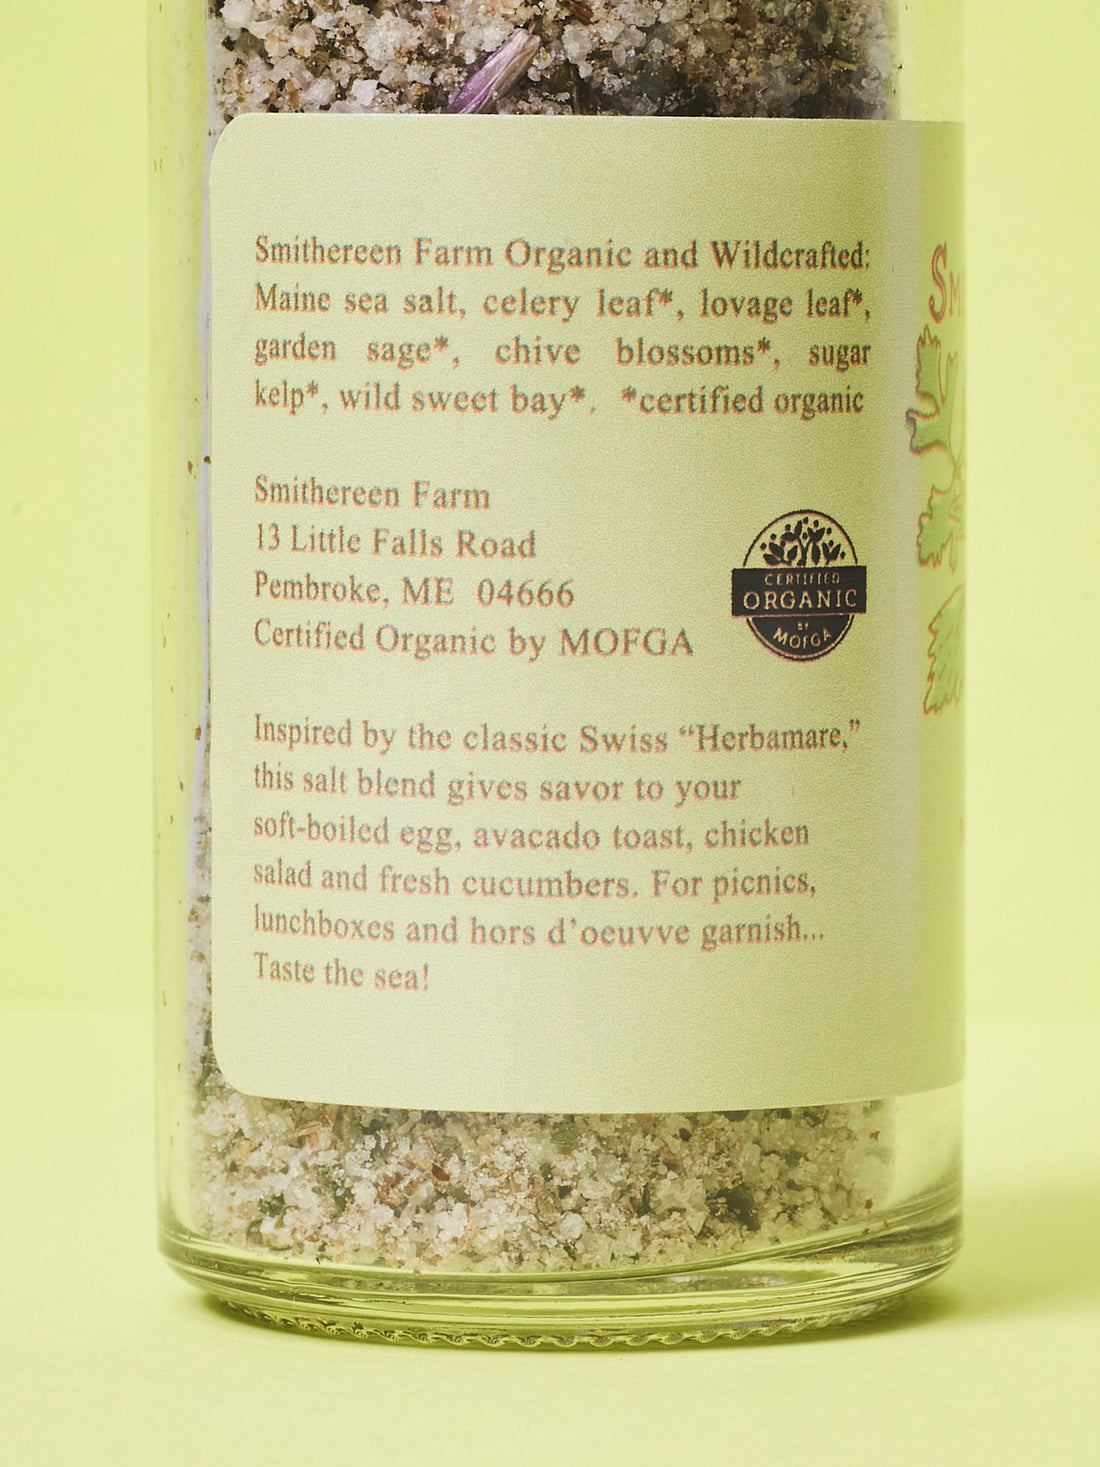 Smithereen Farm Organic and Wildcrafted:
Maine sea salt, celery leaf*, lovage leaf*,
garden sage*, chive blossoms*, sugar
kelp*, wild sweet bay*. *certified organic
Smithereen Farm
13 Little Falls Road
Pembroke, ME 04666
Certified Organic by MOFGA
CERTIFIED
ORGANIC
BY
MOFGA
Inspired by the classic Swiss “Herbamare,”
this salt blend gives savor to your
soft-boiled egg, avacado toast, chicken
salad and fresh cucumbers. For picnics,
lunchboxes and hors d’oeuvve garnish...
Taste the sea!